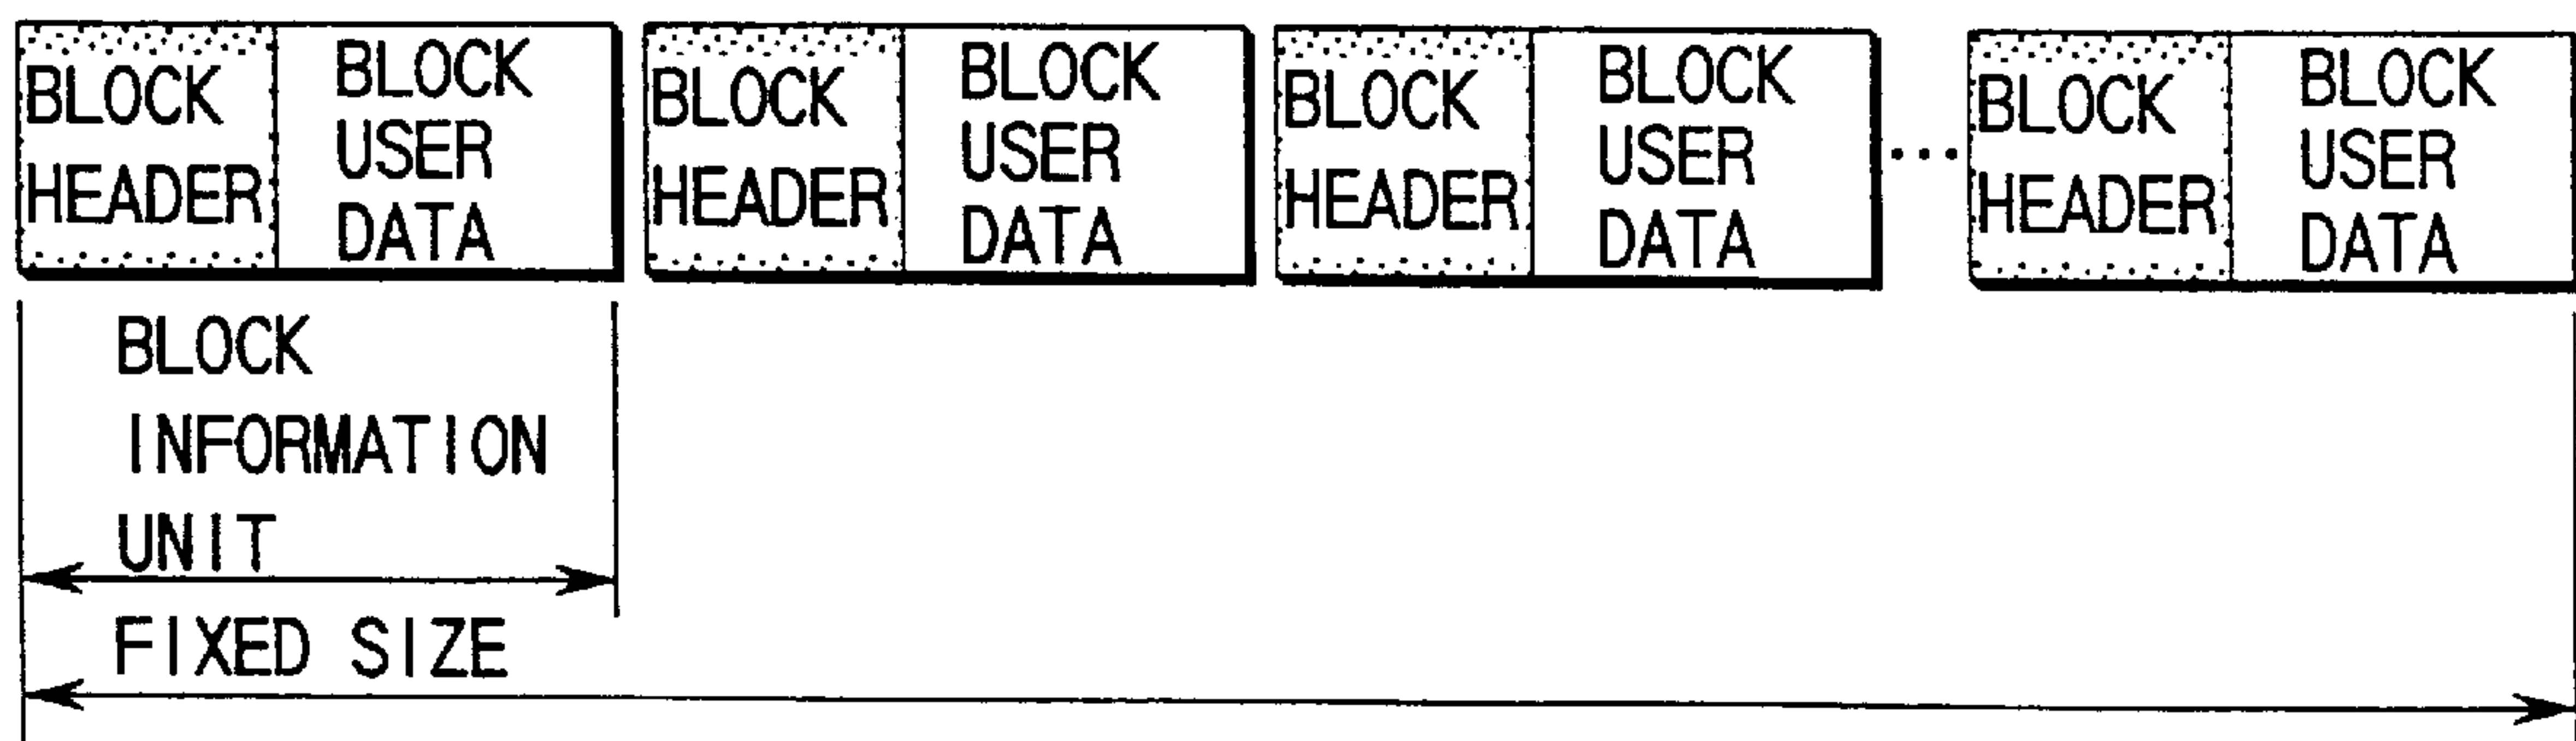 BLOCK
HEADER
BLOCK
USER
DATA
BLOCK
HEADER
BLOCK
USER
DATA
BLOCK
HEADER
BLOCK
USER
DATA
...
BLOCK
HEADER
BLOCK
USER
DATA
BLOCK
INFORMATION
UNIT
FIXED SIZE